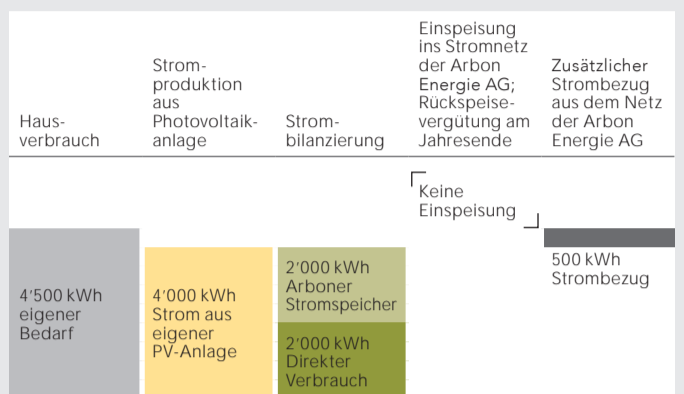 Haus-
verbrauch
Strom-
produktion
aus
Photovoltaik-
anlage
Strom-
bilanzierung
Einspeisung
ins Stromnetz
der Arbon
Energie AG;
Rückspeise-
vergütung am
Jahresende
Zusätzlicher
Strombezug
aus dem Netz
der Arbon
Energie AG
Keine
Einspeisung
4’500 kWh
eigener
Bedarf
4’000 kWh
Strom aus
eigener
PV-Anlage
2’000 kWh
Arboner
Stromspeicher
2’000 kWh
Direkter
Verbrauch
500 kWh
Strombezug